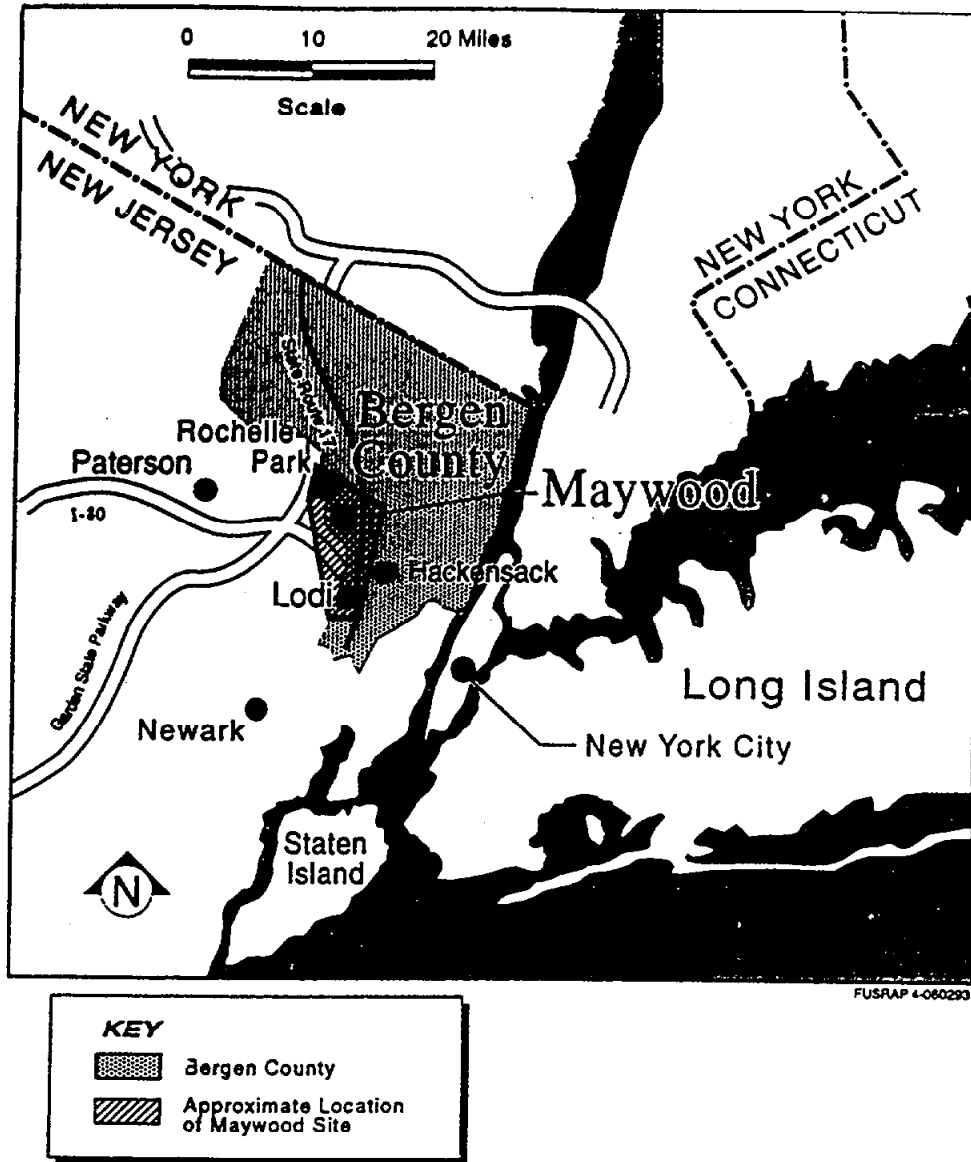 0 10 20 Miles
Scale
NEW YORK
NEW JERSEY
NEW YORK
CONNECTICUT
State Route 17
Bergen
County
Rochelle
Park
Paterson
Maywood
I-80
Hackensack
Lodi
Garden State Parkway
Long Island
Newark
New York City
Staten
Island
N
FUSRAP 4-060293
KEY
Bergen County
Approximate Location
of Maywood Site